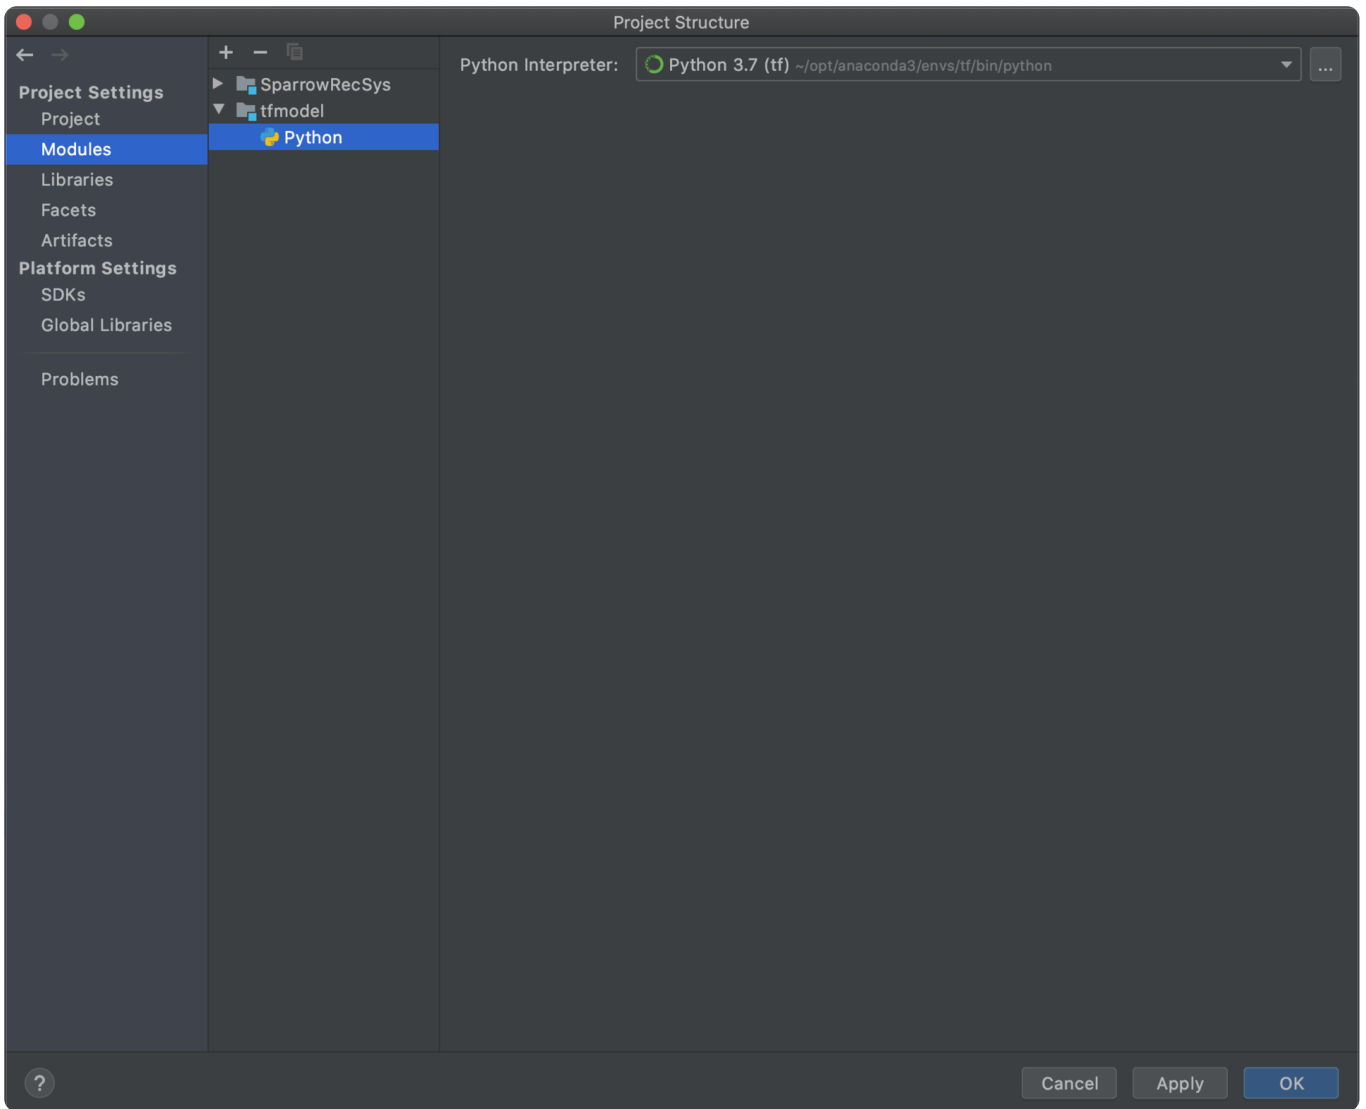 Project Structure
Project Settings
Project
Modules
Libraries
Facets
Artifacts
Platform Settings
SDKs
Global Libraries
Problems
SparrowRecSys
tfmodel
Python
Python Interpreter: Python 3.7 (tf) ~/opt/anaconda3/envs/tf/bin/python ...
? Cancel Apply OK